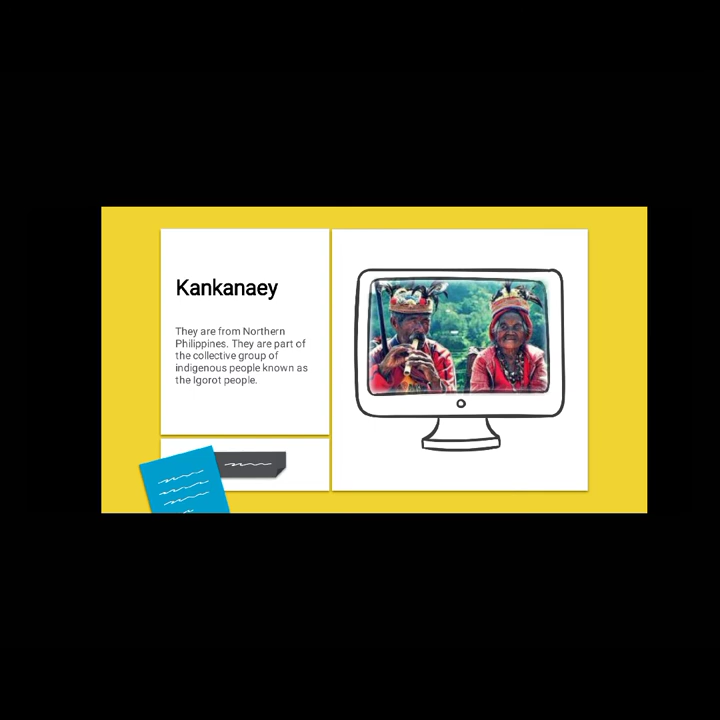 Kankanaey
They are from Northern
Philippines. They are part of
the collective group of
indigenous people known as
the Igorot people.